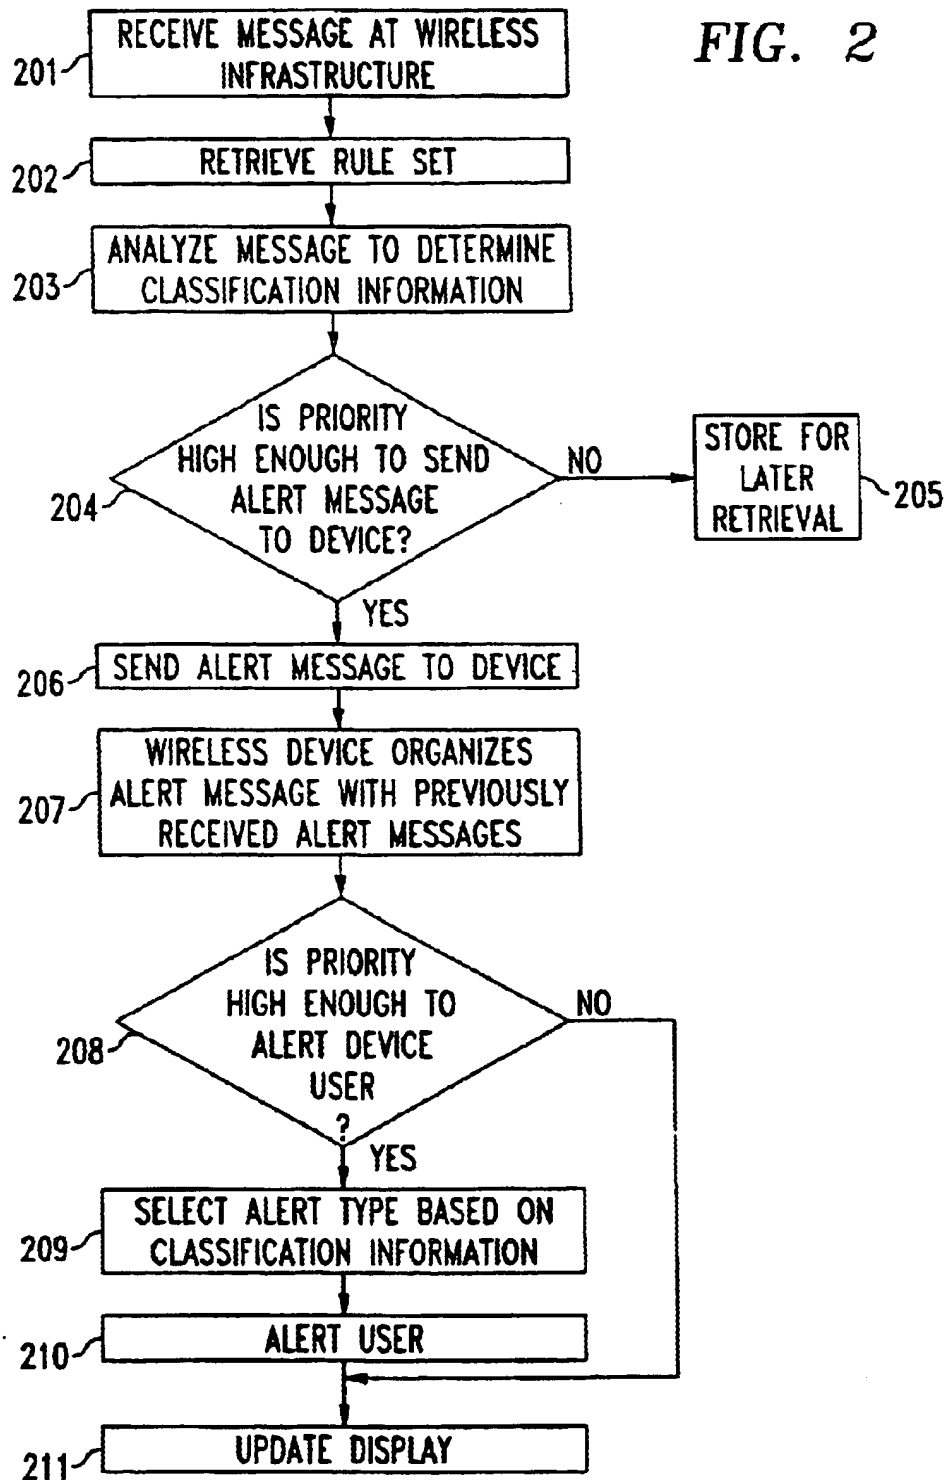 FIG. 2
RECEIVE MESSAGE AT WIRELESS
INFRASTRUCTURE
201
RETRIEVE RULE SET
202
ANALYZE MESSAGE TO DETERMINE
CLASSIFICATION INFORMATION
203
IS PRIORITY
HIGH ENOUGH TO SEND
ALERT MESSAGE
TO DEVICE?
204
NO
STORE FOR
LATER
RETRIEVAL
205
YES
SEND ALERT MESSAGE TO DEVICE
206
WIRELESS DEVICE ORGANIZES
ALERT MESSAGE WITH PREVIOUSLY
RECEIVED ALERT MESSAGES
207
IS PRIORITY
HIGH ENOUGH TO
ALERT DEVICE
USER
?
208
NO
YES
SELECT ALERT TYPE BASED ON
CLASSIFICATION INFORMATION
209
ALERT USER
210
UPDATE DISPLAY
211